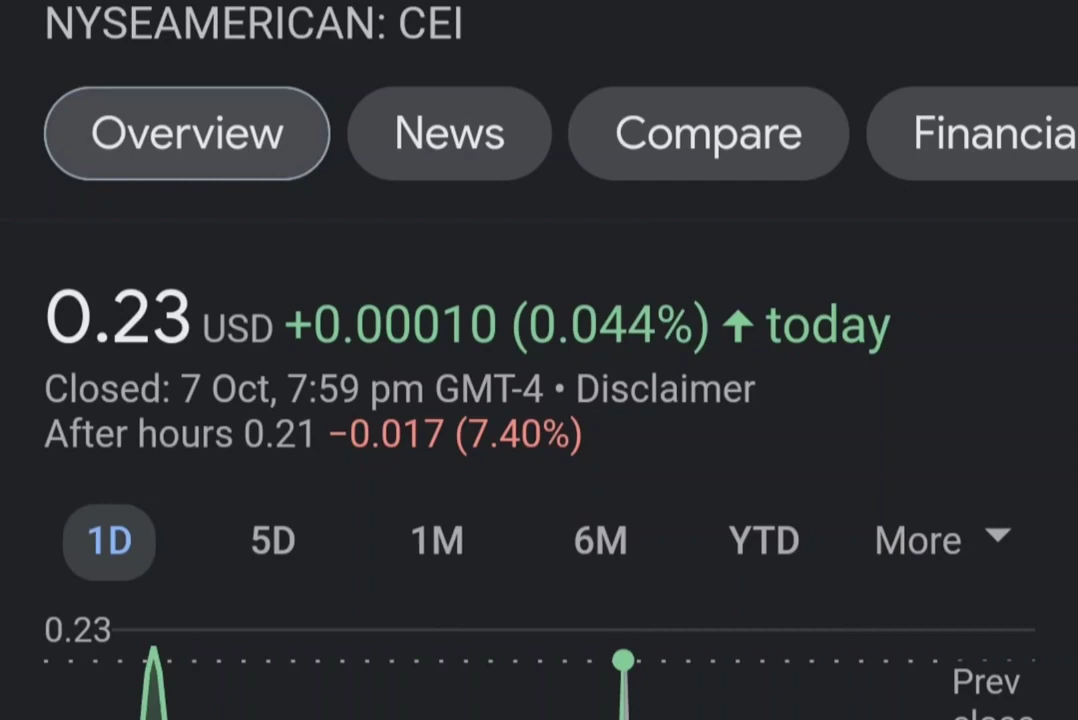 NYSEAMERICAN: CEI
Overview News Compare Financia
0.23 USD +0.00010 (0.044%) ↑ today
Closed: 7 Oct, 7:59 pm GMT-4 • Disclaimer
After hours 0.21 −0.017 (7.40%)
1D 5D 1M 6M YTD More
0.23
Prev
close